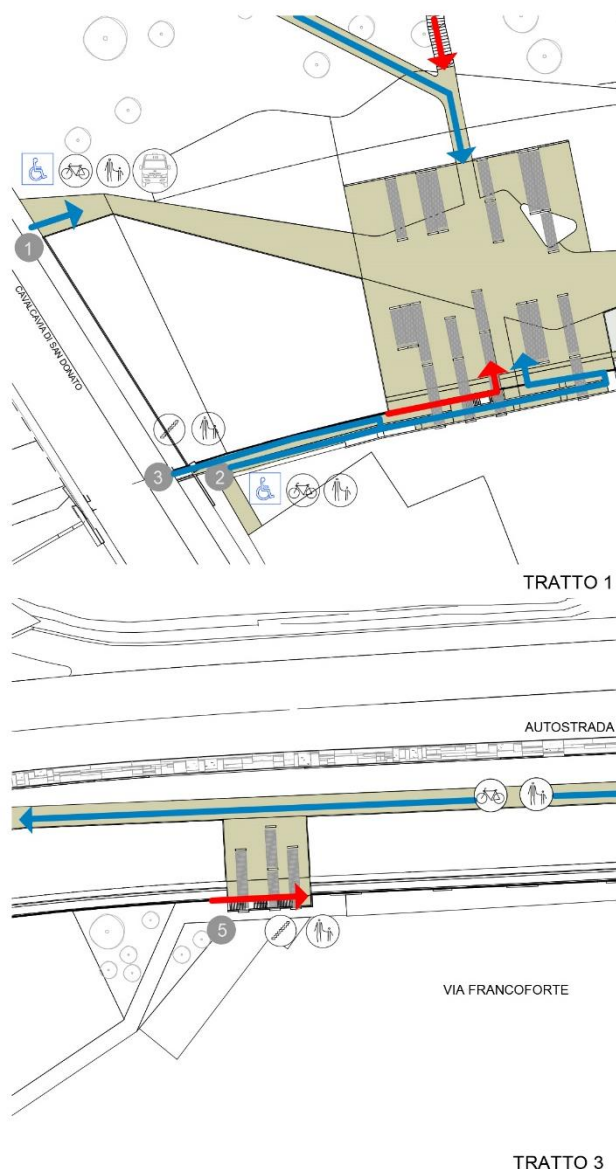 1
CAVALCAVIA DI SAN DONATO
3
2
TRATTO 1
AUTOSTRADA
5
VIA FRANCOFORTE
TRATTO 3